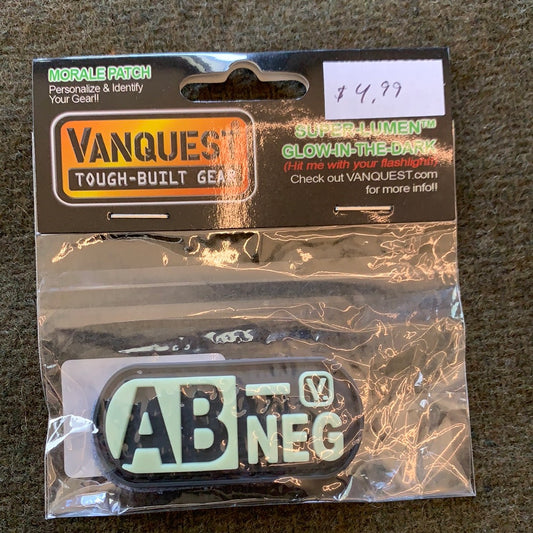 MORALE PATCH
Personalize & Identify
Your Gear!!
$4.99
VANQUEST
TOUGH-BUILT GEAR
SUPER-LUMEN™
GLOW-IN-THE-DARK
(Hit me with your flashlight!)
Check out VANQUEST.com
for more info!!
AB –
NEG
V